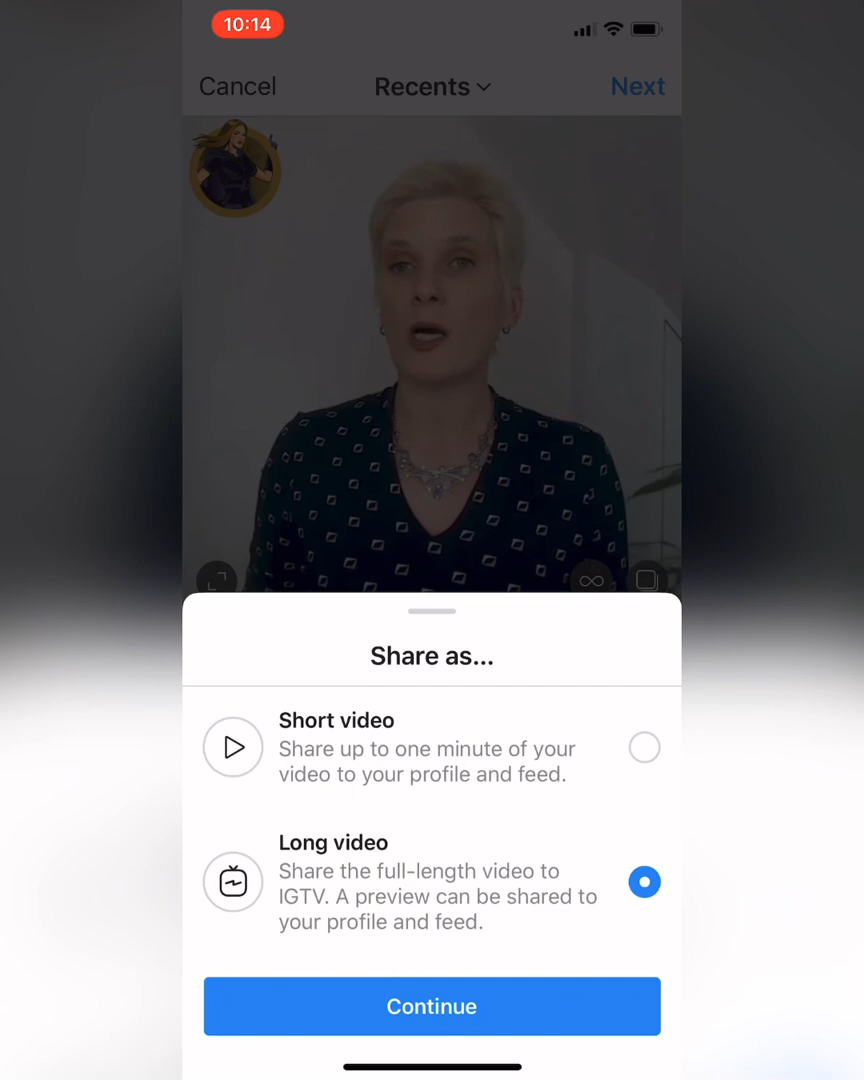 10:14
Cancel Recents Next
Share as...
Short video
Share up to one minute of your
video to your profile and feed.
Long video
Share the full-length video to
IGTV. A preview can be shared to
your profile and feed.
Continue